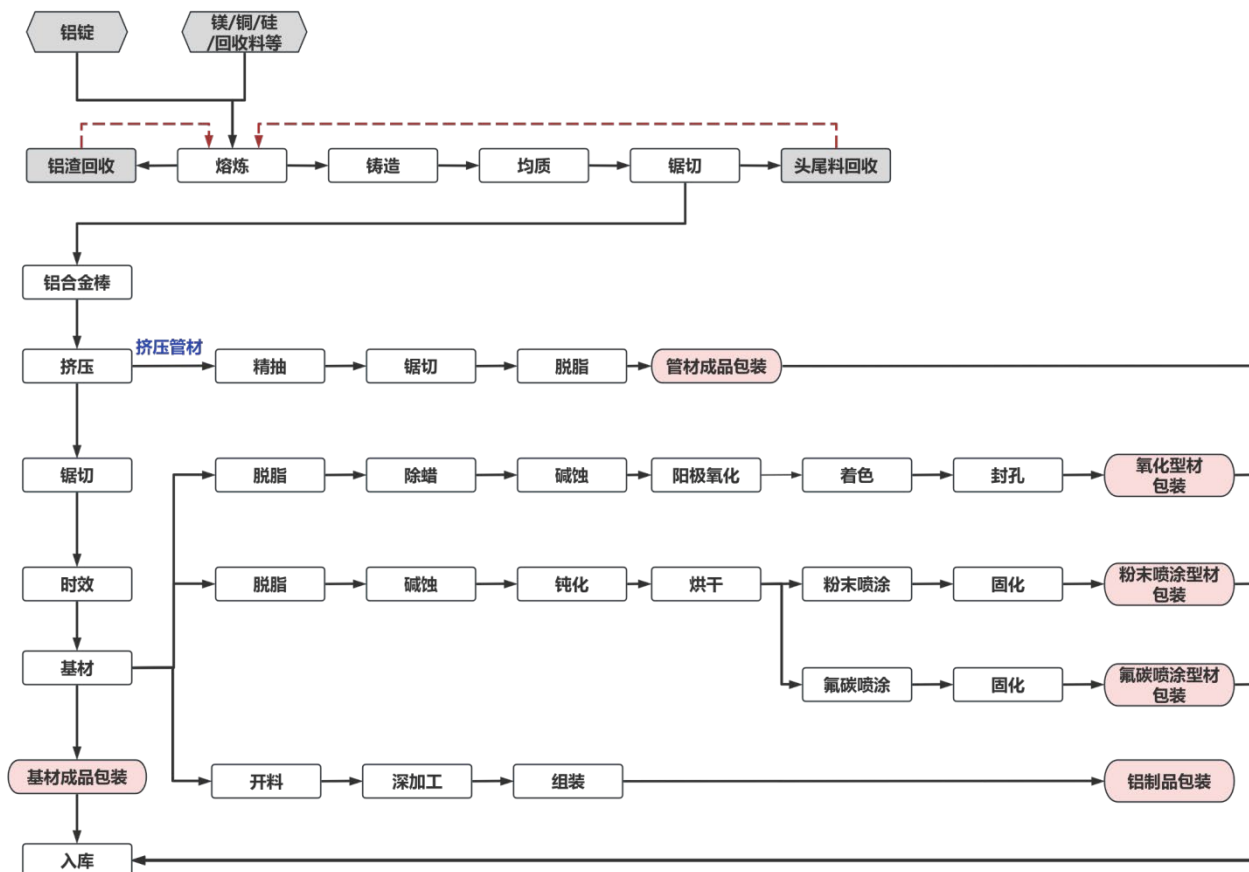 铝锭
镁/铜/硅
/回收料等
铝渣回收
熔炼
铸造
均质
锯切
头尾料回收
铝合金棒
挤压
挤压管材
精抽
锯切
脱脂
管材成品包装
锯切
脱脂
除蜡
碱蚀
阳极氧化
着色
封孔
氧化型材
包装
时效
脱脂
碱蚀
钝化
烘干
粉末喷涂
固化
粉末喷涂型材
包装
基材
氟碳喷涂
固化
氟碳喷涂型材
包装
基材成品包装
开料
深加工
组装
铝制品包装
入库